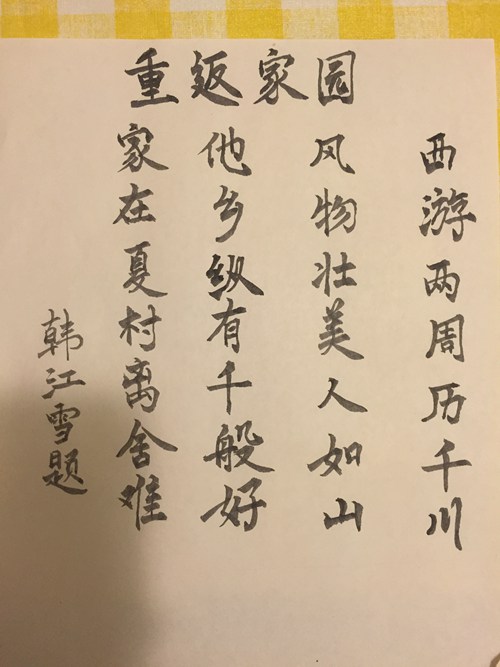 重返家园
西游两周历千川
风物壮美人如山
他乡纵有千般好
家在夏村离舍难
韩江雪题